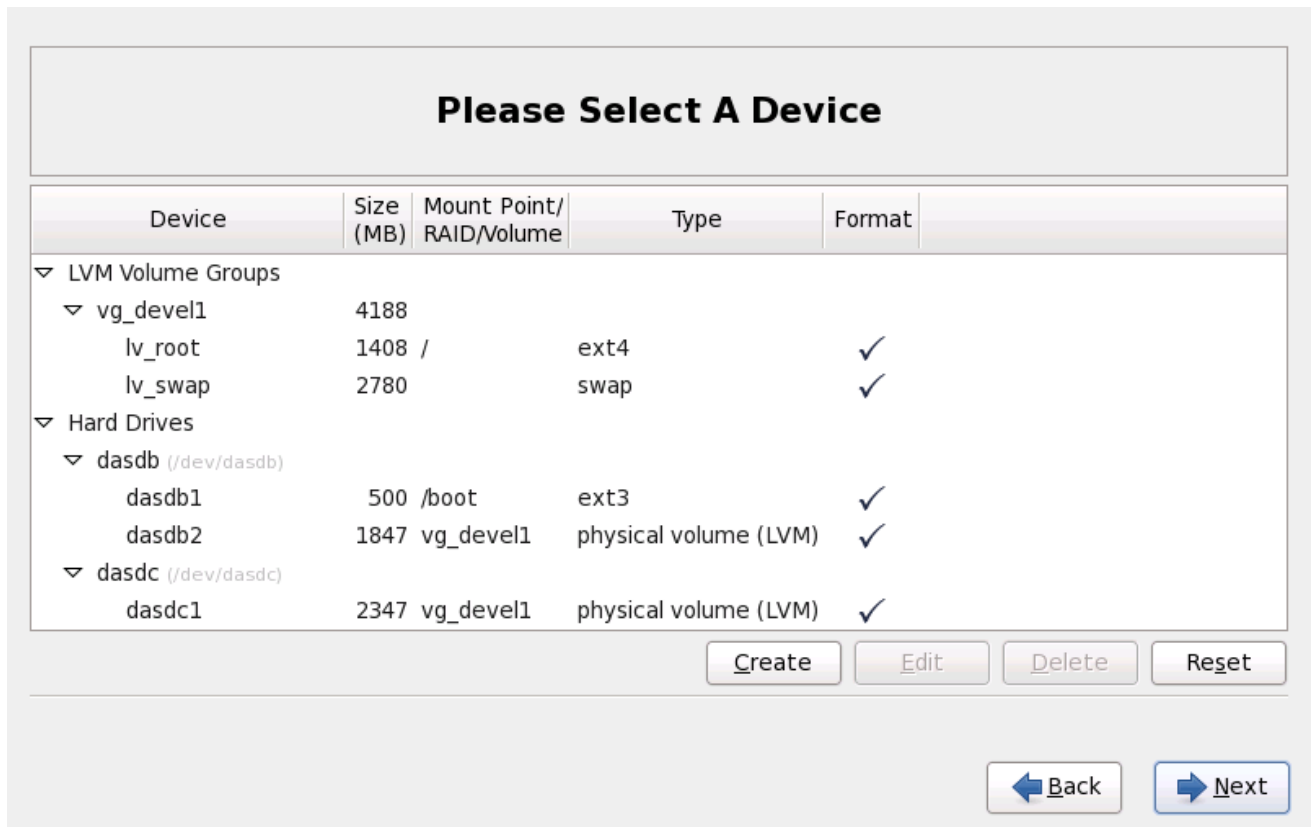 Please Select A Device
Device Size (MB) Mount Point/ RAID/Volume Type Format
LVM Volume Groups
vg_devel1 4188
lv_root 1408 / ext4
lv_swap 2780 swap
Hard Drives
dasdb (/dev/dasdb)
dasdb1 500 /boot ext3
dasdb2 1847 vg_devel1 physical volume (LVM)
dasdc (/dev/dasdc)
dasdc1 2347 vg_devel1 physical volume (LVM)
Create Edit Delete Reset
Back Next